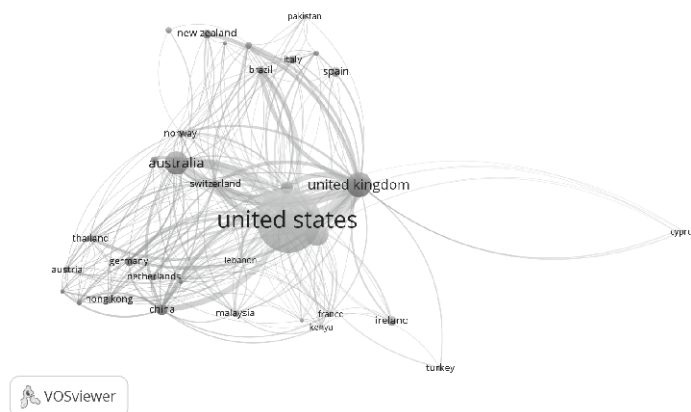 pakistan
new zealand
italy
brazil
spain
norway
australia
switzerland
united kingdom
united states
cypru
thailand
germany
lebanon
austria
netherlands
hong kong
china
malaysia
france
ireland
kenya
turkey
VOSviewer